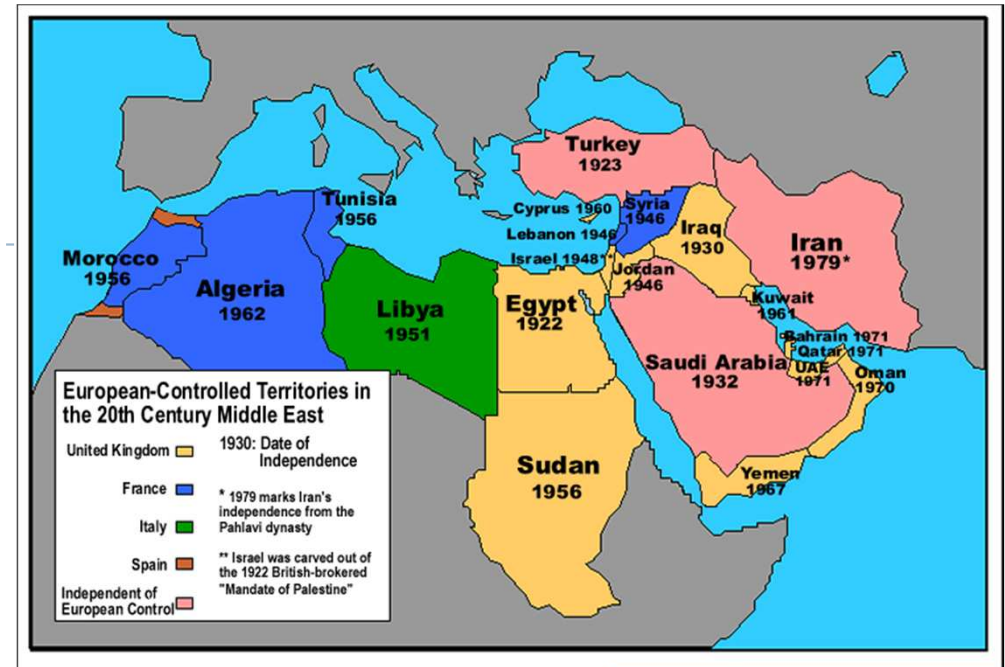 Turkey
1923
Tunisia
1956
Cyprus 1960
Syria
1946
Lebanon 1946
Iraq
1930
Morocco
1956
Israel 1948**
Iran
1979*
Algeria
1962
Jordan
1946
Libya
1951
Egypt
1922
Kuwait
1961
Bahrain 1971
Qatar 1971
Saudi Arabia
1932
UAE
1971
Oman
1970
Sudan
1956
Yemen
1967
European-Controlled Territories in
the 20th Century Middle East
United Kingdom
France
Italy
Spain
Independent of
European Control
1930: Date of
Independence
* 1979 marks Iran's
independence from the
Pahlavi dynasty
** Israel was carved out of
the 1922 British-brokered
"Mandate of Palestine"